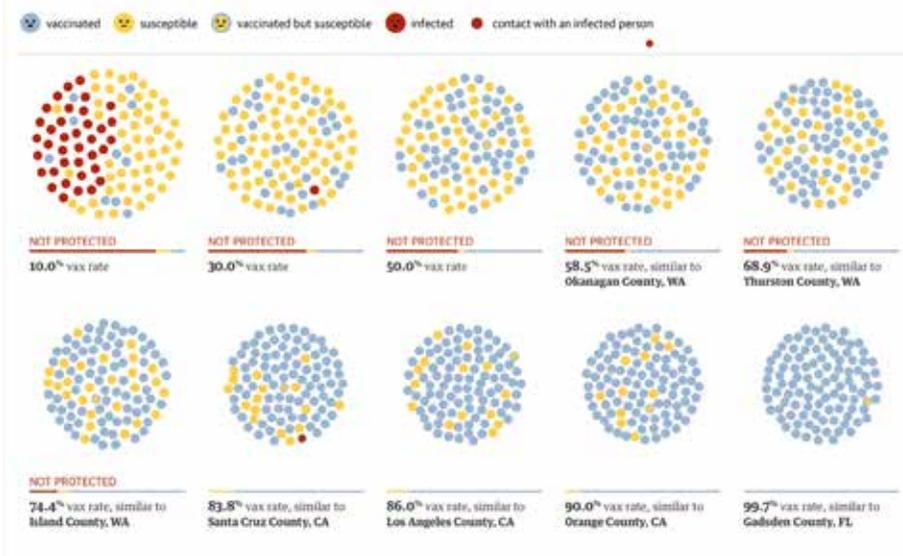 vaccinated susceptible vaccinated but susceptible infected contact with an infected person
NOT PROTECTED NOT PROTECTED NOT PROTECTED NOT PROTECTED NOT PROTECTED
10.0% vax rate 30.0% vax rate 50.0% vax rate 58.5% vax rate, similar to 68.9% vax rate, similar to
Okanagan County, WA Thurston County, WA
NOT PROTECTED
74.4% vax rate, similar to 83.8% vax rate, similar to 86.0% vax rate, similar to 90.0% vax rate, similar to 99.7% vax rate, similar to
Island County, WA Santa Cruz County, CA Los Angeles County, CA Orange County, CA Gadsden County, FL